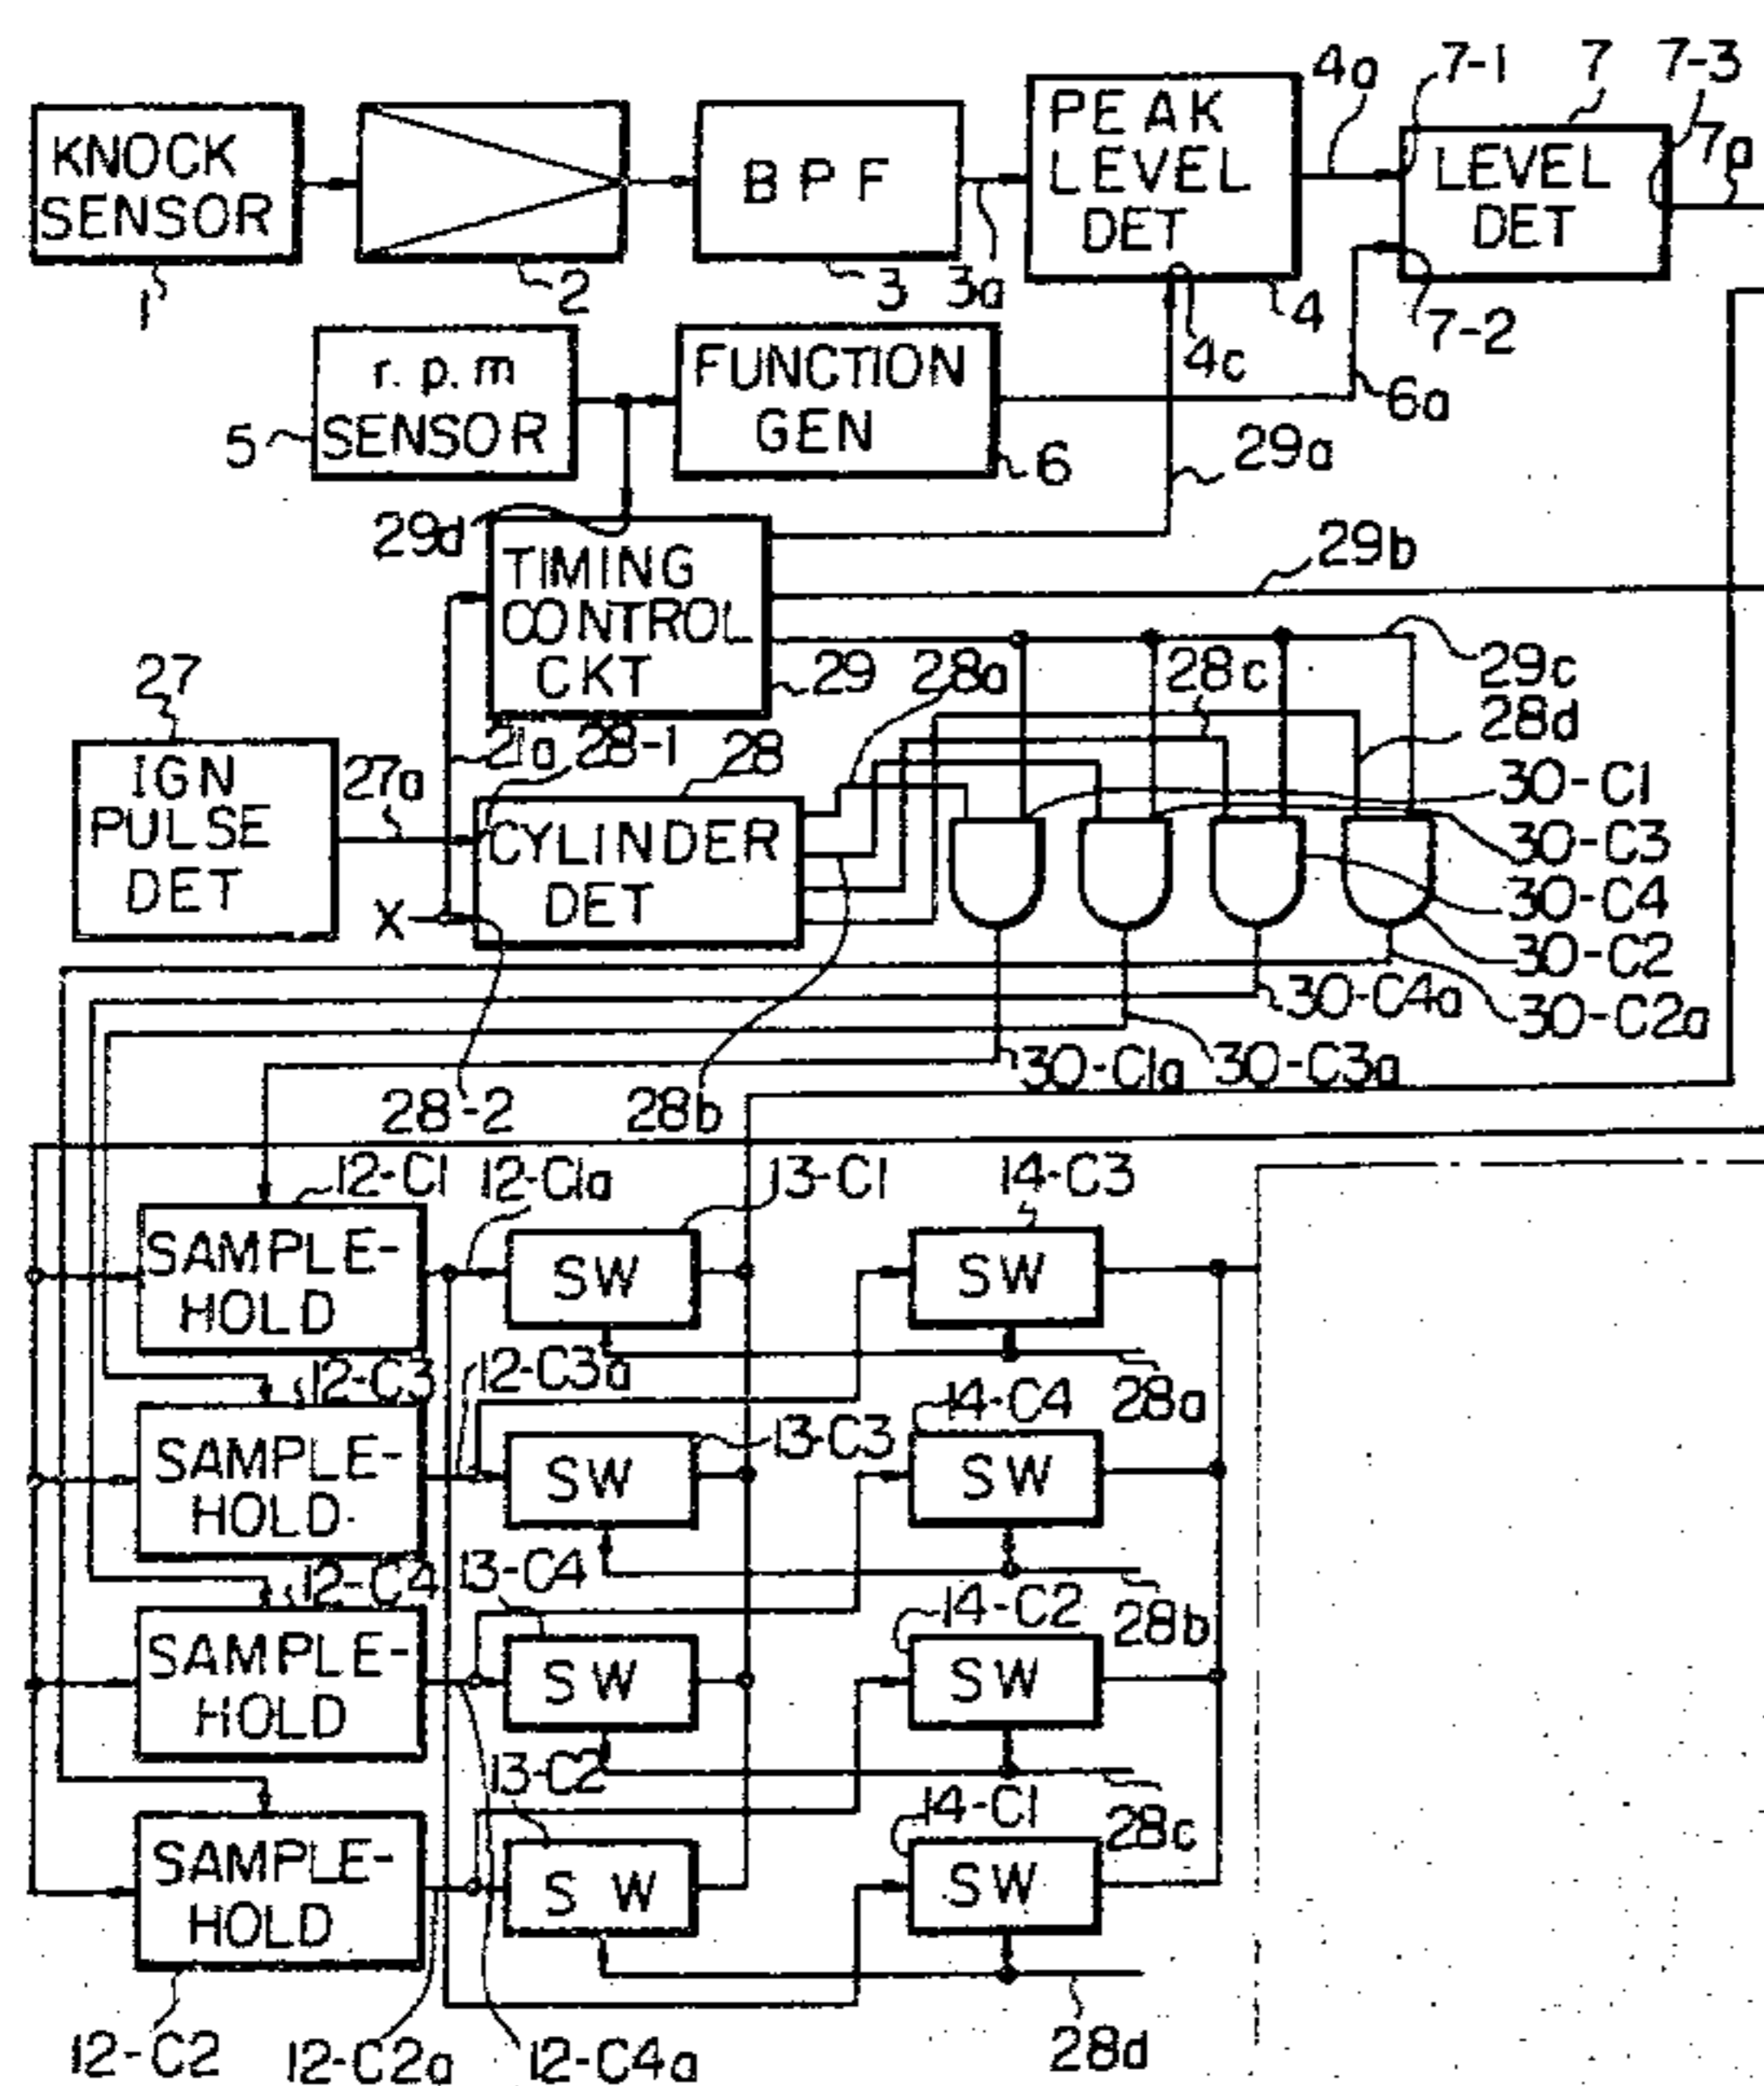 KNOCK
SENSOR
1
2
BPF
3
3a
PEAK
LEVEL
DET
4
4a
4c
7-1
7
7-3
7a
LEVEL
DET
7-2
r.p.m
SENSOR
5
FUNCTION
GEN
6
6a
29a
29d
TIMING
CONTROL
CKT
29
29b
29c
27
IGN
PULSE
DET
27a
21a
28-1
28
CYLINDER
DET
X
28-2
28a
28b
28c
28d
30-C1
30-C3
30-C4
30-C2
30-C4a
30-C2a
30-C1a
30-C3a
12-C1
12-C1a
13-C1
14-C3
SAMPLE-
HOLD
SW
SW
28a
12-C3
12-C3a
13-C3
14-C4
SAMPLE-
HOLD
SW
SW
28b
12-C4
13-C4
14-C2
SAMPLE-
HOLD
SW
SW
28c
13-C2
14-C1
SAMPLE-
HOLD
SW
SW
28d
12-C2
12-C2a
12-C4a